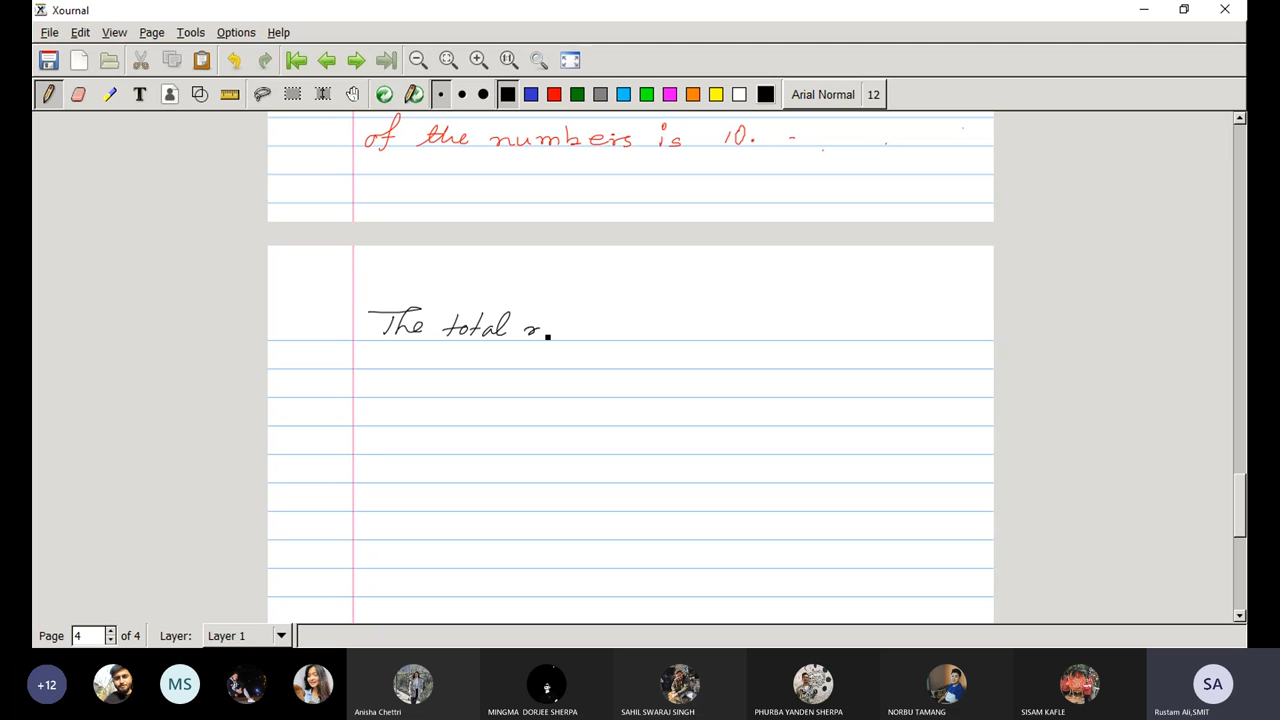 Xournal
File Edit View Page Tools Options Help
Arial Normal 12
of the numbers is 10.
The total
Page 4 of 4 Layer: Layer 1
+12 MS SA
Anisha Chettri MINGMA DORJEE SHERPA SAHIL SWARAJ SINGH PHURBA YANDEN SHERPA NORBU TAMANG SISAM KAFLE Rustam Ali,SMIT